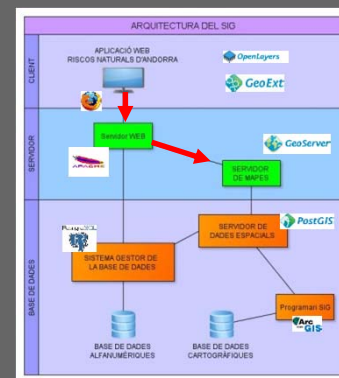 ARQUITECTURA DEL SIG
CLIENT
APLICACIÓ WEB
RISCOS NATURALS D'ANDORRA
OpenLayers
GeoExt
SERVIDOR
Servidor WEB
APACHE
GeoServer
SERVIDOR
DE MAPES
BASE DE DADES
PostgreSQL
SISTEMA GESTOR DE
LA BASE DE DADES
SERVIDOR DE
DADES ESPACIALS
PostGIS
Programari SIG
Arc
GIS
BASE DE DADES
ALFANUMÈRIQUES
BASE DE DADES
CARTOGRÀFIQUES